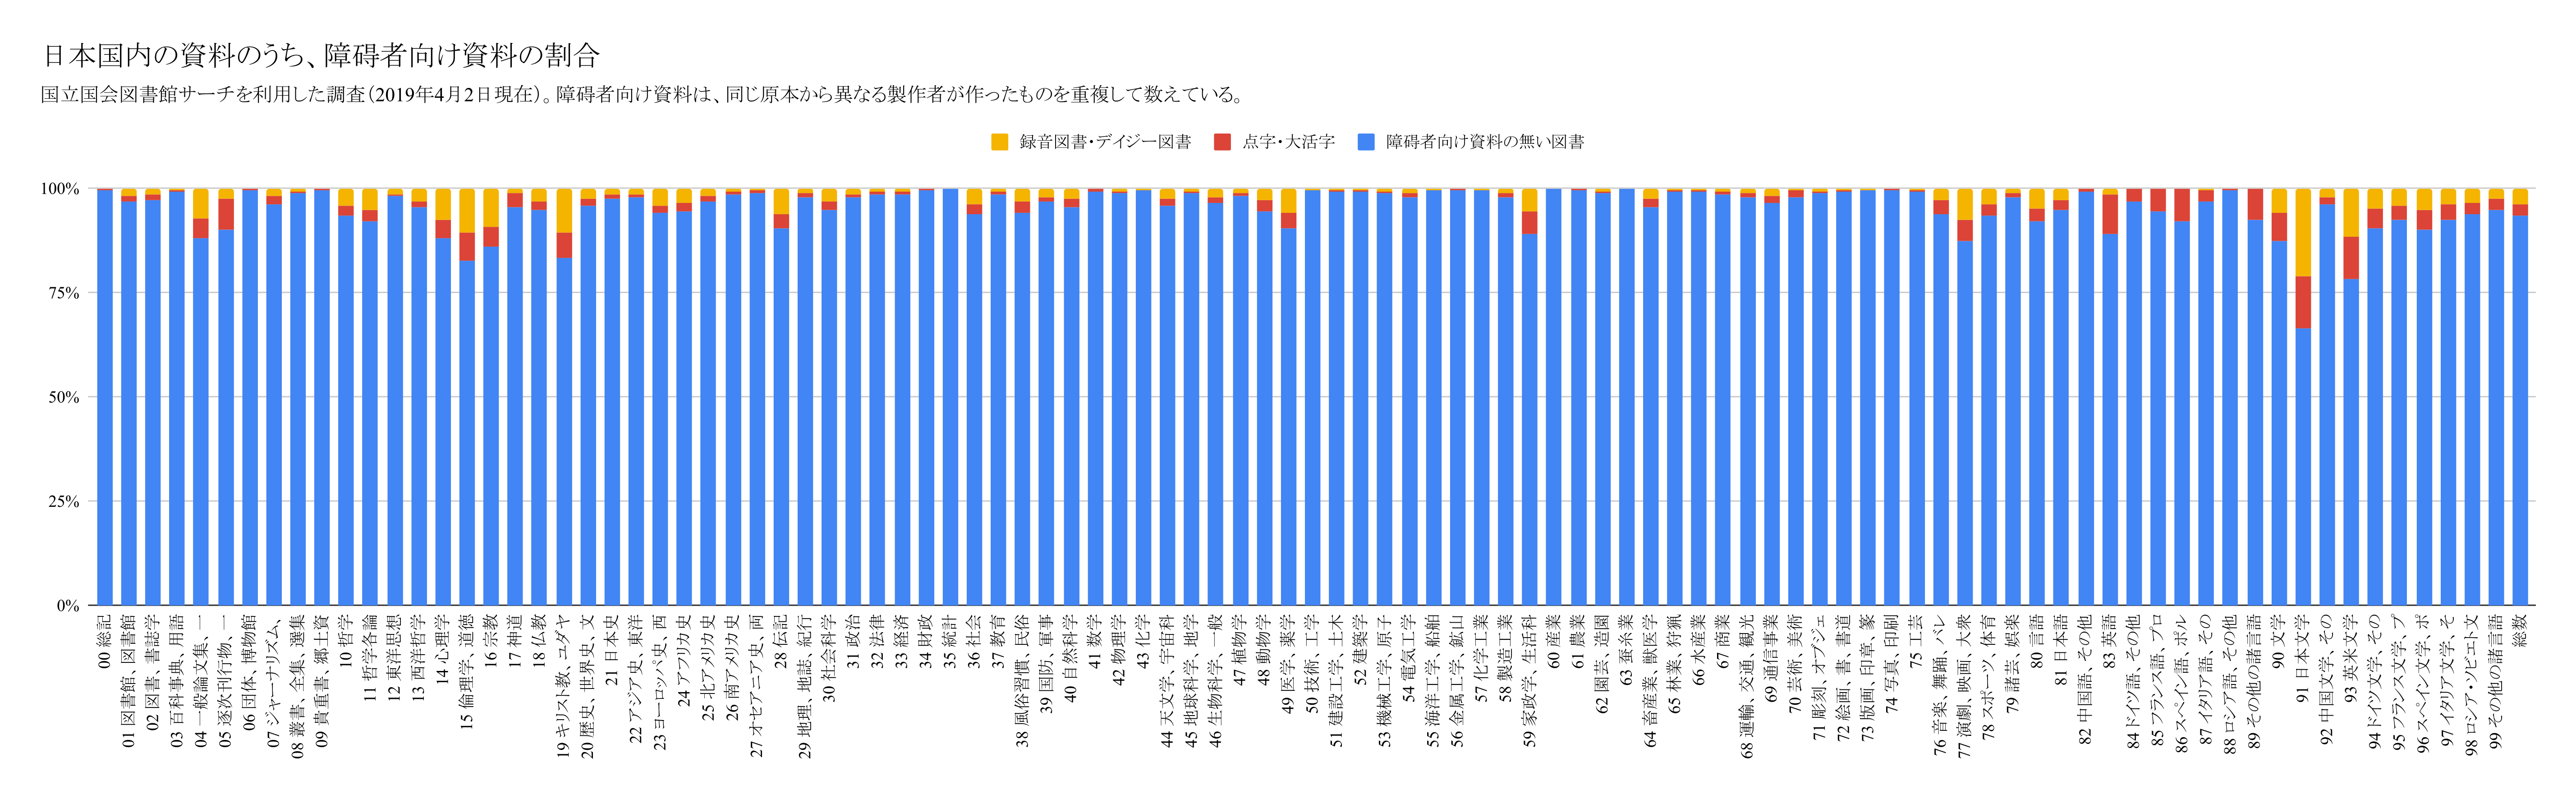 日本国内の資料のうち、障碍者向け資料の割合
国立国会図書館サーチを利用した調査（2019年4月2日現在）。障碍者向け資料は、同じ原本から異なる製作者が作ったものを重複して数えている。
録音図書・デイジー図書 点字・大活字 障碍者向け資料の無い図書
100%
75%
50%
25%
0%
00 総記
01 図書館、図書館
02 図書、書誌学
03 百科事典、用語
04 一般論文集、一
05 逐次刊行物、一
06 団体、博物館
07 ジャーナリズム、
08 叢書、全集、選集
09 貴重書、郷土資
10 哲学
11 哲学各論
12 東洋思想
13 西洋哲学
14 心理学
15 倫理学、道徳
16 宗教
17 神道
18 仏教
19 キリスト教、ユダヤ
20 歴史、世界史、文
21 日本史
22 アジア史、東洋
23 ヨーロッパ史、西
24 アフリカ史
25 北アメリカ史
26 南アメリカ史
27 オセアニア史、両
28 伝記
29 地理、地誌、紀行
30 社会科学
31 政治
32 法律
33 経済
34 財政
35 統計
36 社会
37 教育
38 風俗習慣、民俗
39 国防、軍事
40 自然科学
41 数学
42 物理学
43 化学
44 天文学、宇宙科
45 地球科学、地学
46 生物科学、一般
47 植物学
48 動物学
49 医学、薬学
50 技術、工学
51 建設工学、土木
52 建築学
53 機械工学、原子
54 電気工学
55 海洋工学、船舶
56 金属工学、鉱山
57 化学工業
58 製造工業
59 家政学、生活科
60 産業
61 農業
62 園芸、造園
63 蚕糸業
64 畜産業、獣医学
65 林業、狩猟
66 水産業
67 商業
68 運輸、交通、観光
69 通信事業
70 芸術、美術
71 彫刻、オブジェ
72 絵画、書、書道
73 版画、印章、篆
74 写真、印刷
75 工芸
76 音楽、舞踊、バレ
77 演劇、映画、大衆
78 スポーツ、体育
79 諸芸、娯楽
80 言語
81 日本語
82 中国語、その他
83 英語
84 ドイツ語、その他
85 フランス語、プロ
86 スペイン語、ポル
87 イタリア語、その
88 ロシア語、その他
89 その他の諸言語
90 文学
91 日本文学
92 中国文学、その
93 英米文学
94 ドイツ文学、その
95 フランス文学、プ
96 スペイン文学、ポ
97 イタリア文学、そ
98 ロシア・ソビエト文
99 その他の諸言語
総数